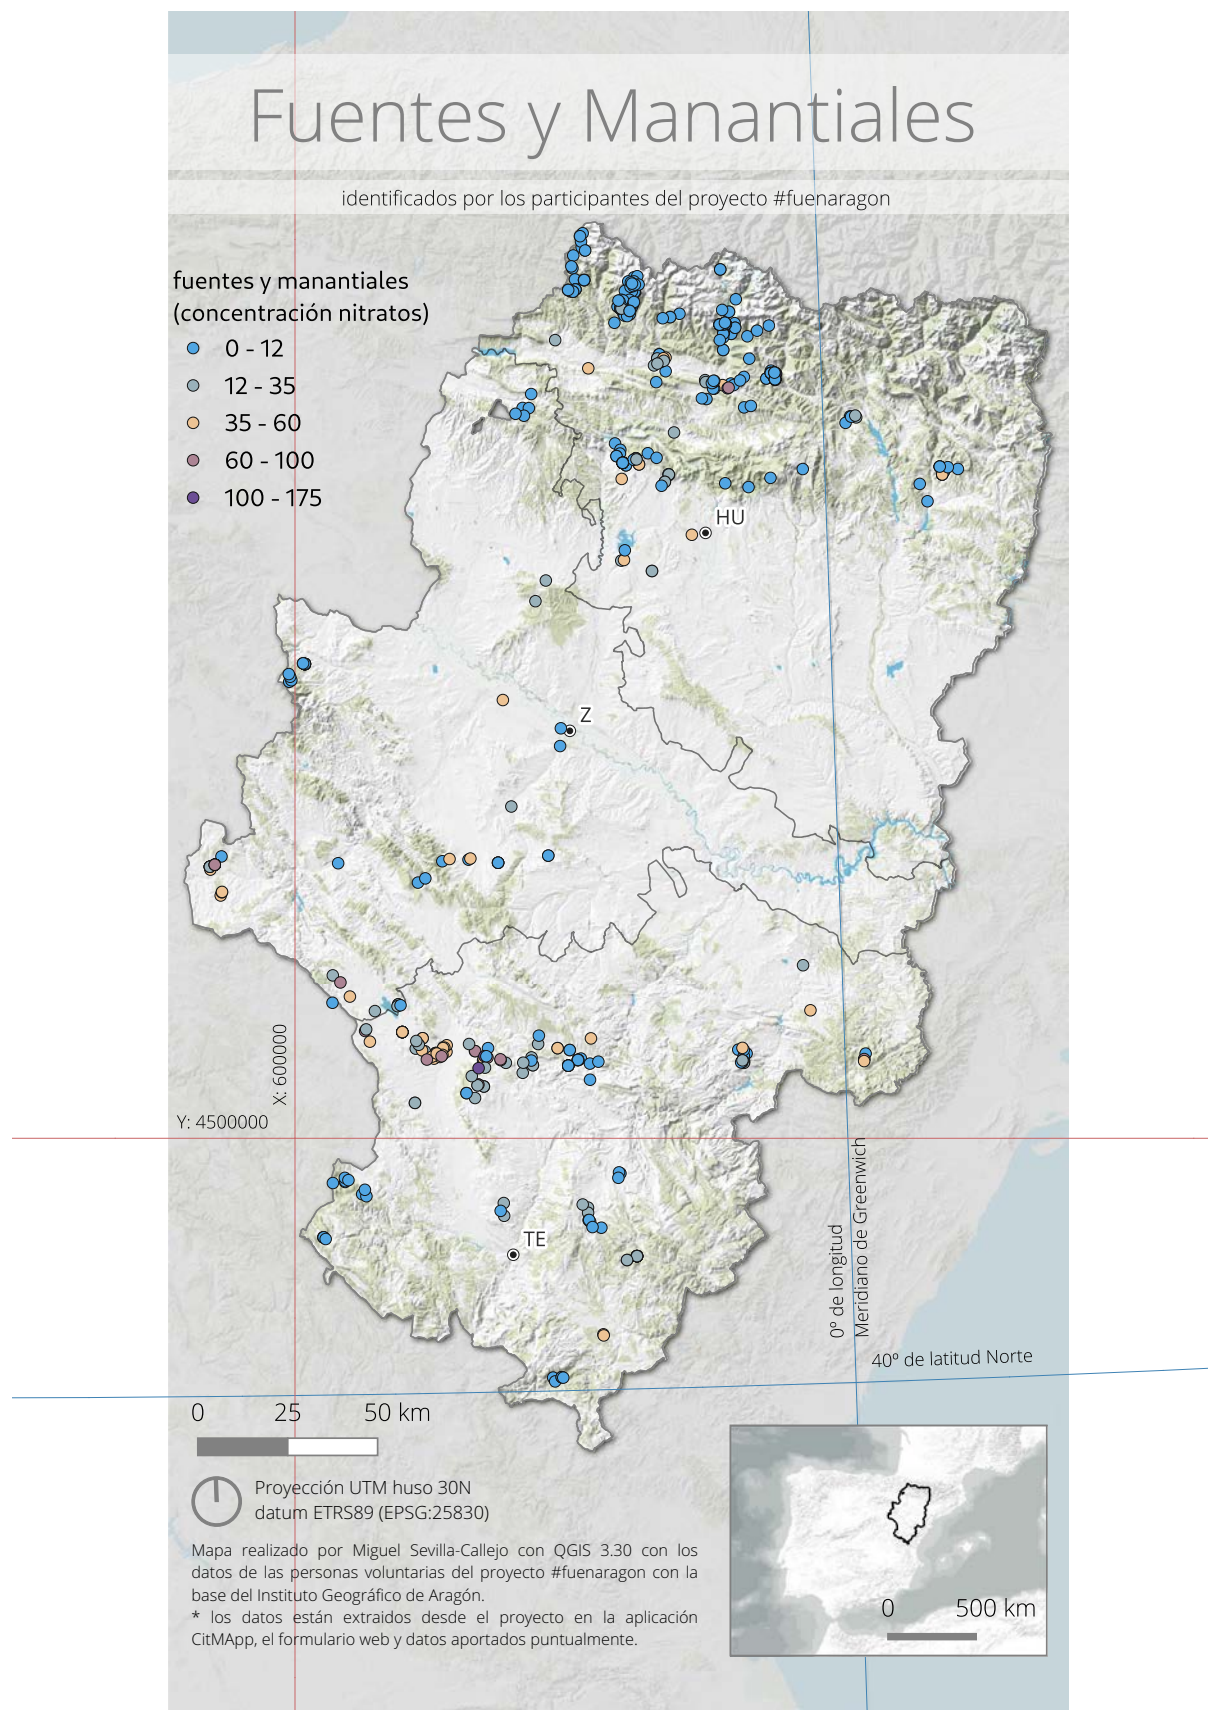 Fuentes y Manantiales
identificados por los participantes del proyecto #fuenaragon
fuentes y manantiales
(concentración nitratos)
0 - 12
12 - 35
35 - 60
60 - 100
100 - 175
HU
Z
X: 600000
Y: 4500000
TE
0º de longitud
Meridiano de Greenwich
40º de latitud Norte
0 25 50 km
Proyección UTM huso 30N
datum ETRS89 (EPSG:25830)
Mapa realizado por Miguel Sevilla-Callejo con QGIS 3.30 con los
datos de las personas voluntarias del proyecto #fuenaragon con la
base del Instituto Geográfico de Aragón.
* los datos están extraidos desde el proyecto en la aplicación
CitMApp, el formulario web y datos aportados puntualmente.
0 500 km